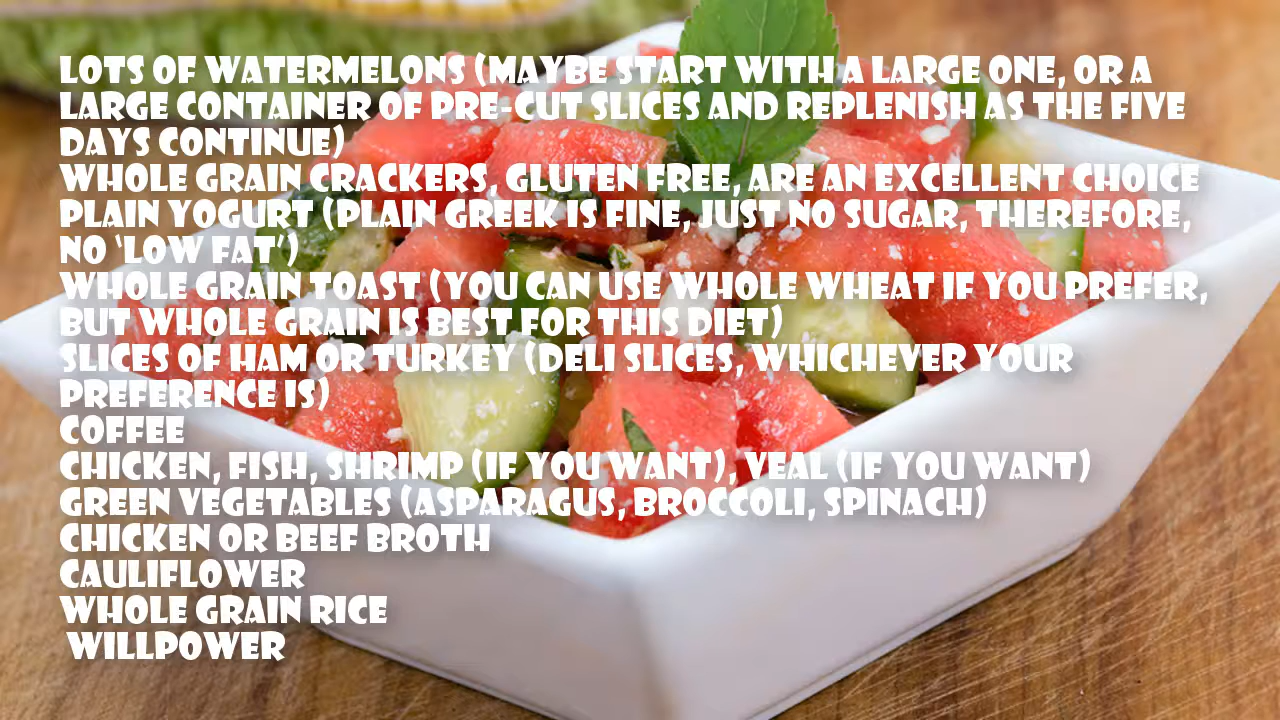 LOTS OF WATERMELONS (MAYBE START WITH A LARGE ONE, OR A
LARGE CONTAINER OF PRE-CUT SLICES AND REPLENISH AS THE FIVE
DAYS CONTINUE)
WHOLE GRAIN CRACKERS, GLUTEN FREE, ARE AN EXCELLENT CHOICE
PLAIN YOGURT (PLAIN GREEK IS FINE, JUST NO SUGAR, THEREFORE,
NO ‘LOW FAT’)
WHOLE GRAIN TOAST (YOU CAN USE WHOLE WHEAT IF YOU PREFER,
BUT WHOLE GRAIN IS BEST FOR THIS DIET)
SLICES OF HAM OR TURKEY (DELI SLICES, WHICHEVER YOUR
PREFERENCE IS)
COFFEE
CHICKEN, FISH, SHRIMP (IF YOU WANT), VEAL (IF YOU WANT)
GREEN VEGETABLES (ASPARAGUS, BROCCOLI, SPINACH)
CHICKEN OR BEEF BROTH
CAULIFLOWER
WHOLE GRAIN RICE
WILLPOWER